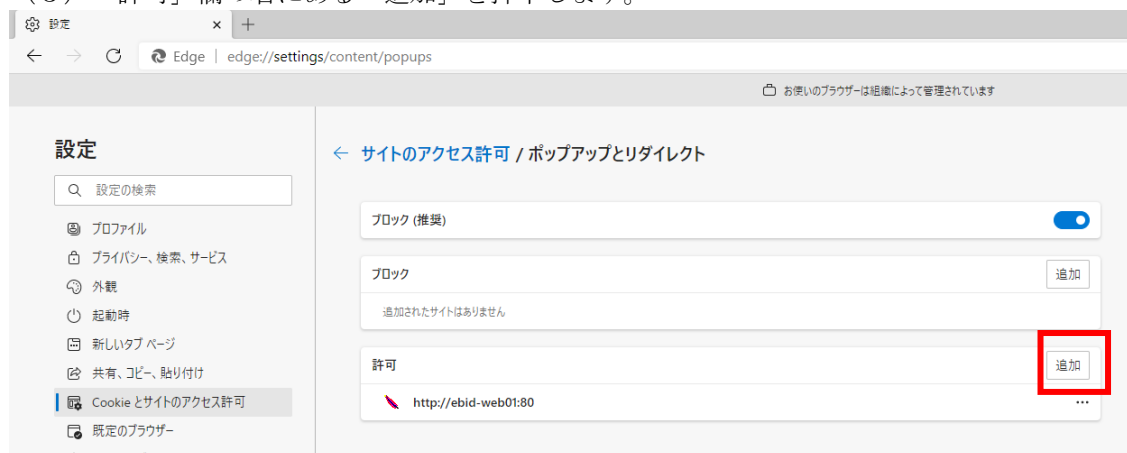 設定
Edge | edge://settings/content/popups
お使いのブラウザーは組織によって管理されています
設定
設定の検索
プロファイル
プライバシー、検索、サービス
外観
起動時
新しいタブ ページ
共有、コピー、貼り付け
Cookie とサイトのアクセス許可
既定のブラウザー
サイトのアクセス許可 / ポップアップとリダイレクト
ブロック (推奨)
ブロック
追加
追加されたサイトはありません
許可
追加
http://ebid-web01:80